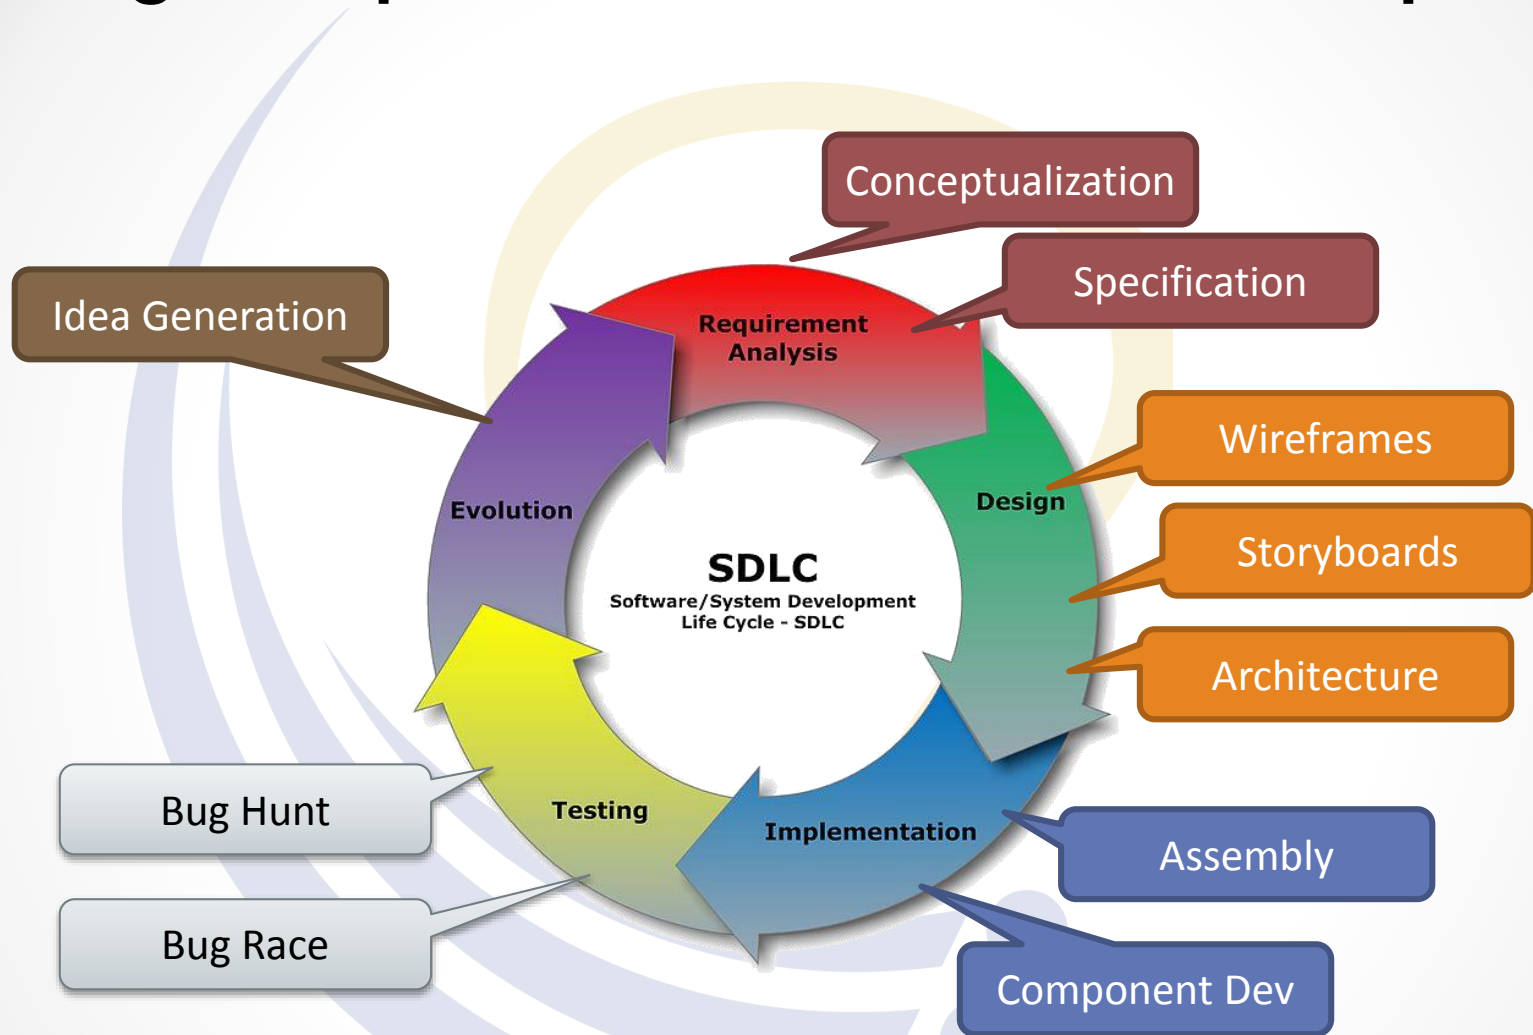 Conceptualization
Specification
Idea Generation
Requirement
Analysis
Wireframes
Design
Evolution
Storyboards
SDLC
Software/System Development
Life Cycle - SDLC
Architecture
Bug Hunt
Testing
Implementation
Assembly
Bug Race
Component Dev